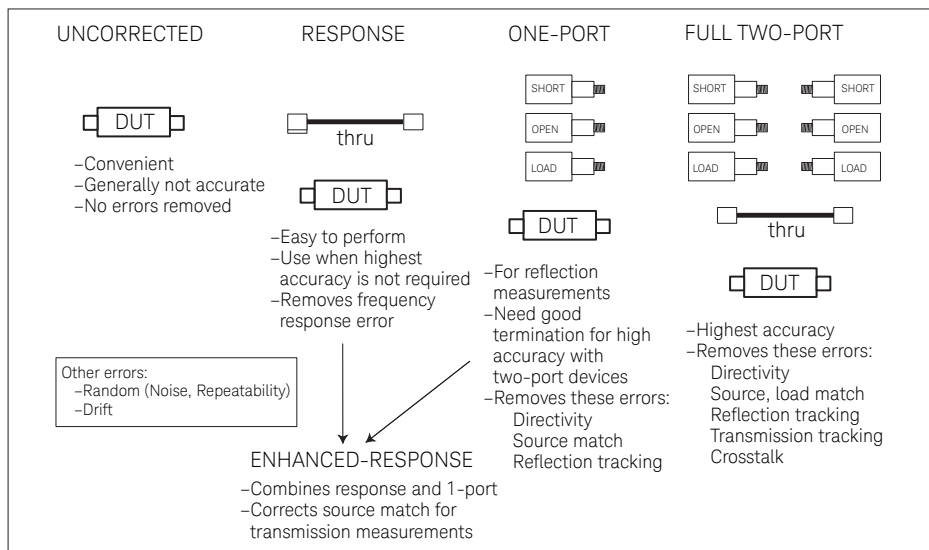 UNCORRECTED
DUT
–Convenient
–Generally not accurate
–No errors removed
Other errors:
–Random (Noise, Repeatability)
–Drift
RESPONSE
thru
DUT
–Easy to perform
–Use when highest
accuracy is not required
–Removes frequency
response error
ONE-PORT
SHORT
OPEN
LOAD
DUT
–For reflection
measurements
–Need good
termination for high
accuracy with
two-port devices
–Removes these errors:
Directivity
Source match
Reflection tracking
ENHANCED-RESPONSE
–Combines response and 1-port
–Corrects source match for
transmission measurements
FULL TWO-PORT
SHORT SHORT
OPEN OPEN
LOAD LOAD
thru
DUT
–Highest accuracy
–Removes these errors:
Directivity
Source, load match
Reflection tracking
Transmission tracking
Crosstalk